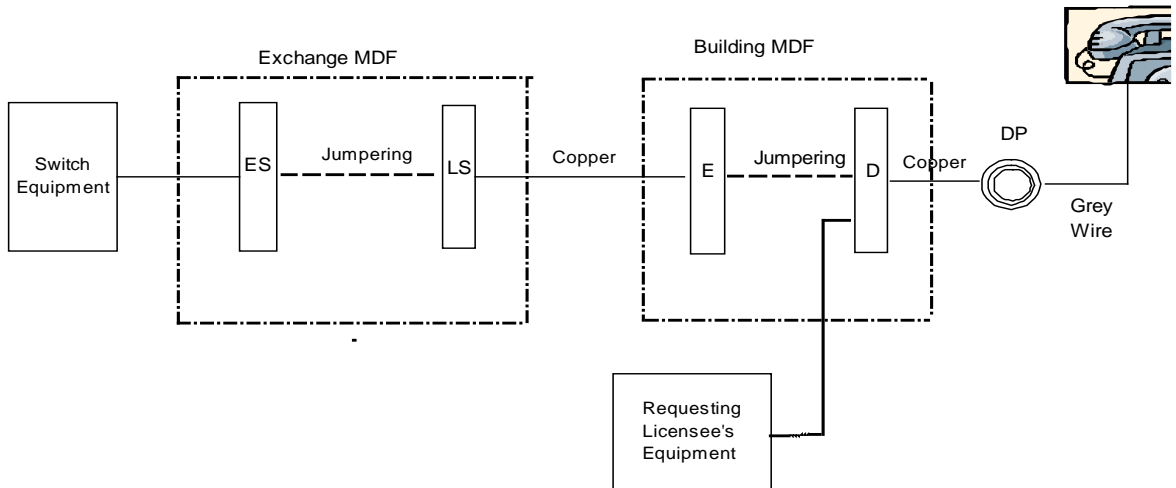 Exchange MDF
Building MDF
Switch
Equipment
ES
Jumpering
LS
Copper
E
Jumpering
D
Copper
DP
Grey
Wire
Requesting
Licensee's
Equipment